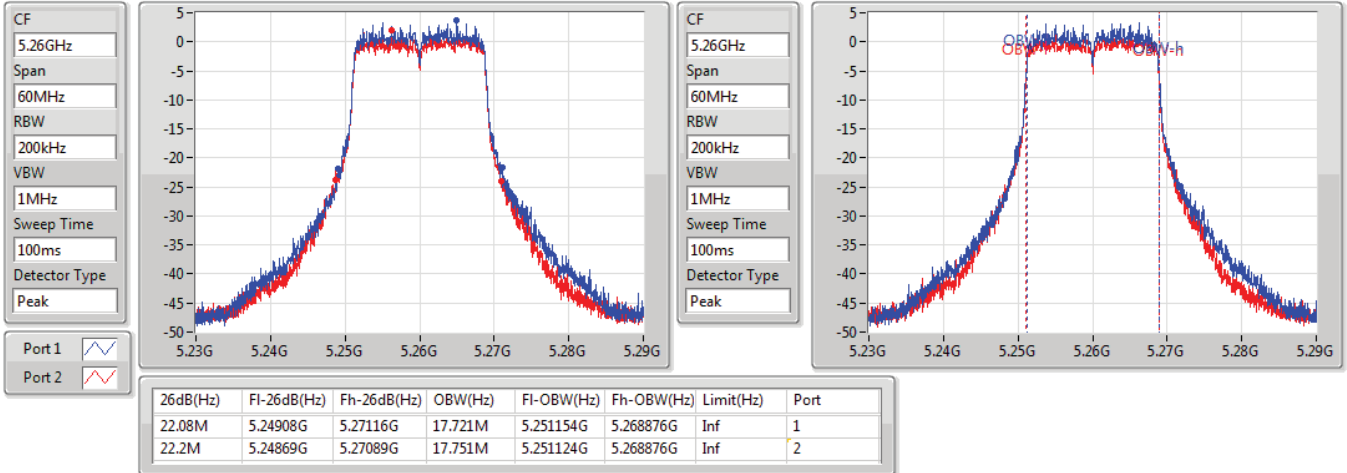 CF
5.26GHz
Span
60MHz
RBW
200kHz
VBW
1MHz
Sweep Time
100ms
Detector Type
Peak
Port 1
Port 2
5
0
-5
-10
-15
-20
-25
-30
-35
-40
-45
-50
5.23G 5.24G 5.25G 5.26G 5.27G 5.28G 5.29G
CF
5.26GHz
Span
60MHz
RBW
200kHz
VBW
1MHz
Sweep Time
100ms
Detector Type
Peak
5
0
-5
-10
-15
-20
-25
-30
-35
-40
-45
-50
OBW-h
5.23G 5.24G 5.25G 5.26G 5.27G 5.28G 5.29G
26dB(Hz) Fl-26dB(Hz) Fh-26dB(Hz) OBW(Hz) Fl-OBW(Hz) Fh-OBW(Hz) Limit(Hz) Port
22.08M 5.24908G 5.27116G 17.721M 5.251154G 5.268876G Inf 1
22.2M 5.24869G 5.27089G 17.751M 5.251124G 5.268876G Inf 2